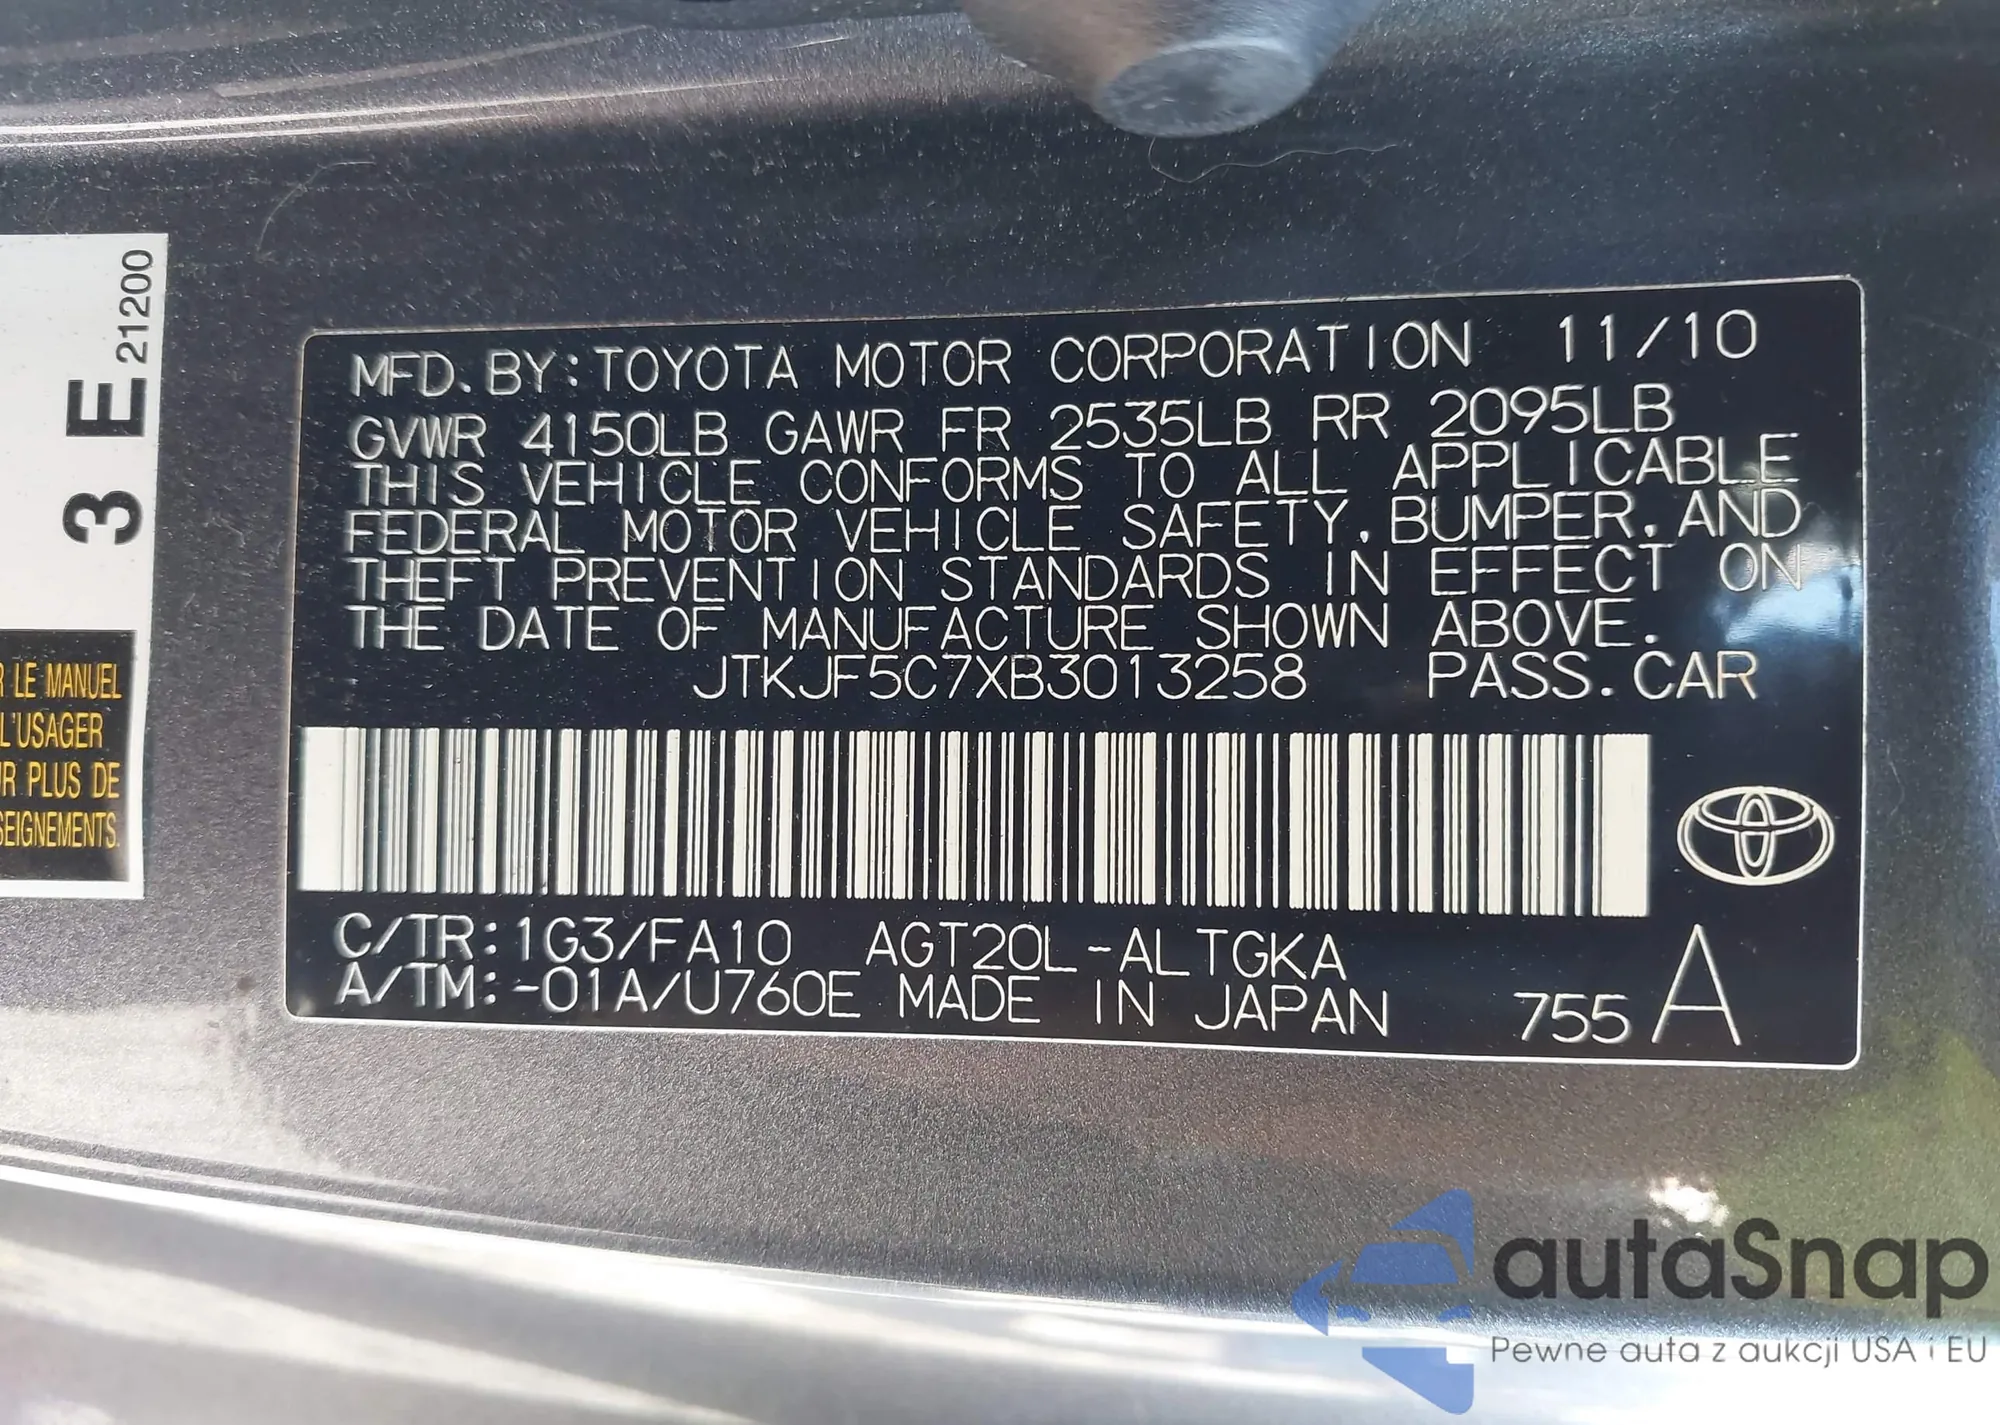 21200
3 E
R LE MANUEL
L'USAGER
UR PLUS DE
SEIGNEMENTS.
MFD. BY: TOYOTA MOTOR CORPORATION 11/10
GVWR 4150LB GAWR FR 2535LB RR 2095LB
THIS VEHICLE CONFORMS TO ALL APPLICABLE
FEDERAL MOTOR VEHICLE SAFETY, BUMPER, AND
THEFT PREVENTION STANDARDS IN EFFECT ON
THE DATE OF MANUFACTURE SHOWN ABOVE.
JTKJF5C7XB3013258 PASS. CAR
C/TR: 1G3/FA10 AGT20L-ALTGKA
A/TM: -01A/U760E MADE IN JAPAN 755 A
autaSnap
Pewne auta z aukcji USA i EU